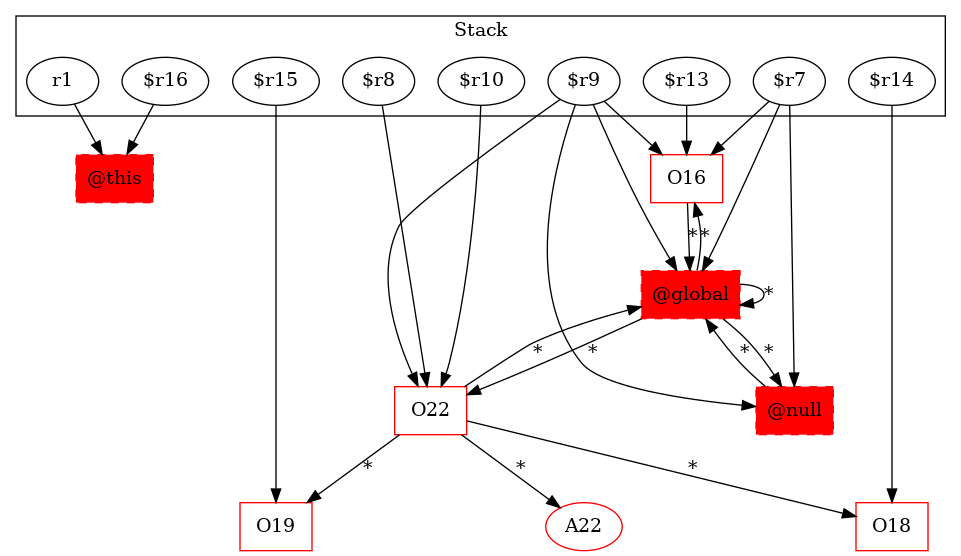 Stack
r1
$r16
$r15
$r8
$r10
$r9
$r13
$r7
$r14
@this
O16
*
*
@global
*
*
*
*
*
O22
@null
*
*
*
O19
A22
O18